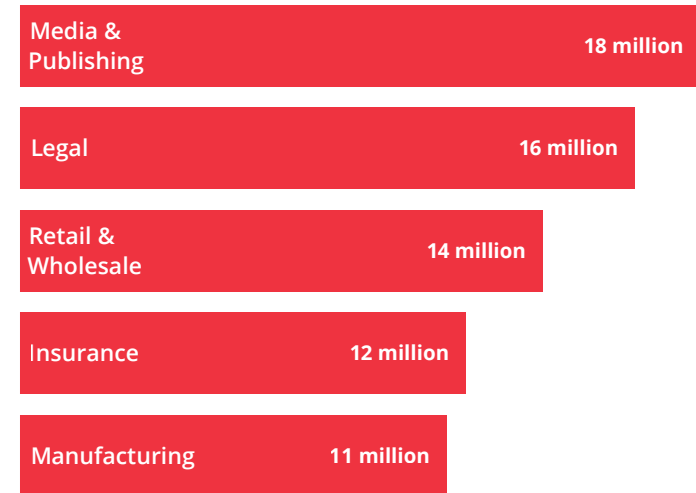 Media &
Publishing
18 million
Legal
16 million
Retail &
Wholesale
14 million
Insurance
12 million
Manufacturing
11 million